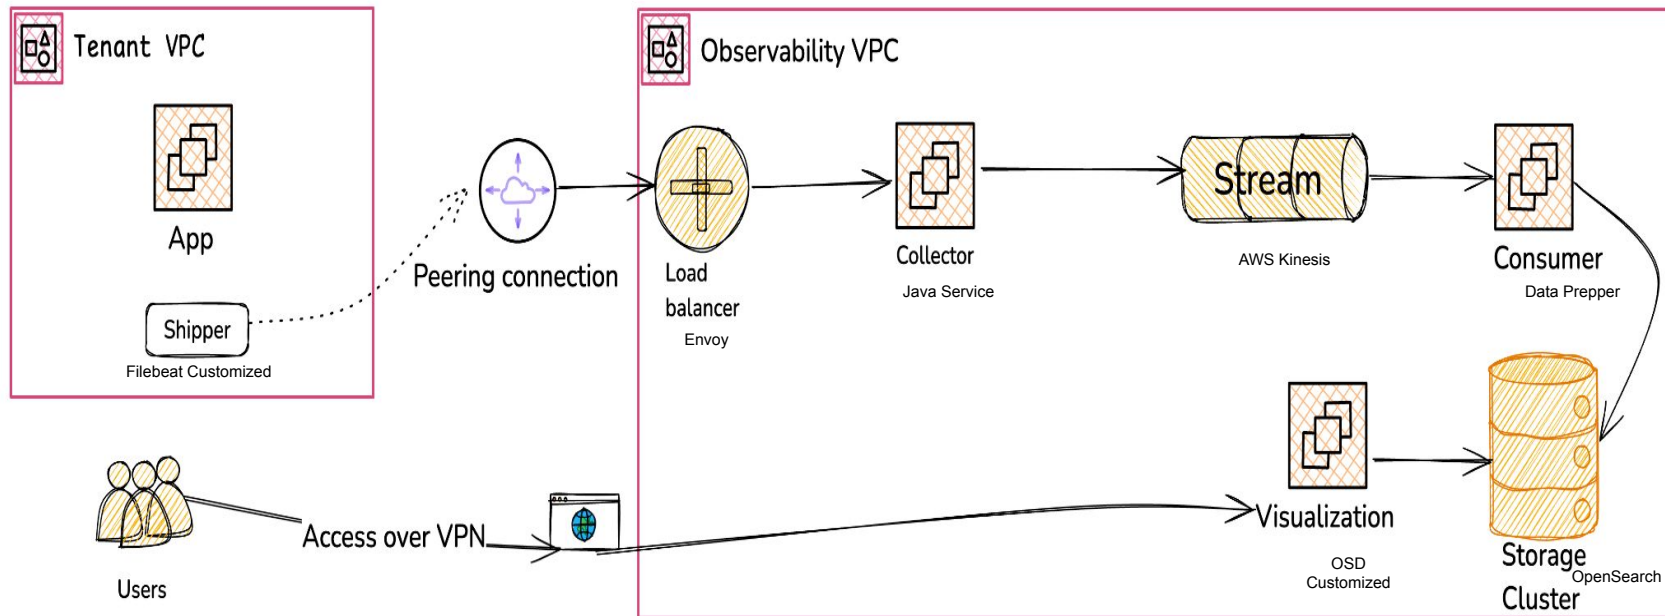 Tenant VPC
Observability VPC
App
Shipper
Filebeat Customized
Peering connection
Load
balancer
Envoy
Collector
Java Service
Stream
AWS Kinesis
Consumer
Data Prepper
Users
Access over VPN
Visualization
OSD
Customized
Storage
Cluster
OpenSearch